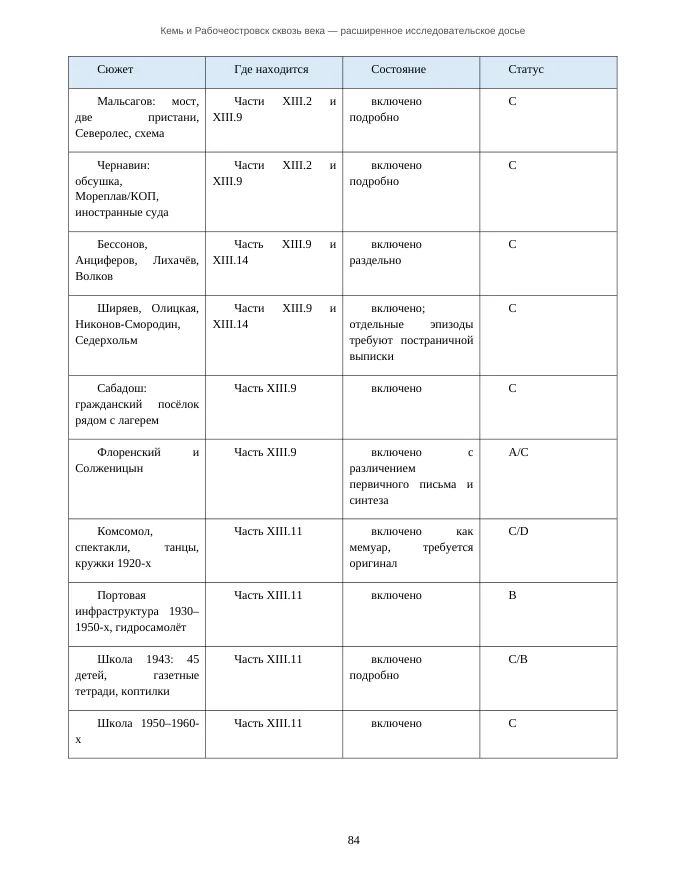 Кемь и Рабочеостровск сквозь века — расширенное исследовательское досье
Сюжет Где находится Состояние Статус
Мальсагов: мост, Части XIII.2 и включено С
две пристани, XIII.9 подробно
Северолес, схема
Чернавин: Части XIII.2 и включено С
обсушка, XIII.9 подробно
Мореплав/КОП,
иностранные суда
Бессонов, Часть XIII.9 и включено С
Анциферов, Лихачёв, XIII.14 раздельно
Волков
Ширяев, Олицкая, Части XIII.9 и включено; С
Никонов-Смородин, XIII.14 отдельные эпизоды
Седерхольм требуют постраничной
выписки
Сабадош: Часть XIII.9 включено С
гражданский посёлок
рядом с лагерем
Флоренский и Часть XIII.9 включено с A/C
Солженицын различением
первичного письма и
синтеза
Комсомол, Часть XIII.11 включено как C/D
спектакли, танцы, мемуар, требуется
кружки 1920-х оригинал
Портовая Часть XIII.11 включено B
инфраструктура 1930–
1950-х, гидросамолёт
Школа 1943: 45 Часть XIII.11 включено C/B
детей, газетные подробно
тетради, коптилки
Школа 1950–1960- Часть XIII.11 включено С
х
84